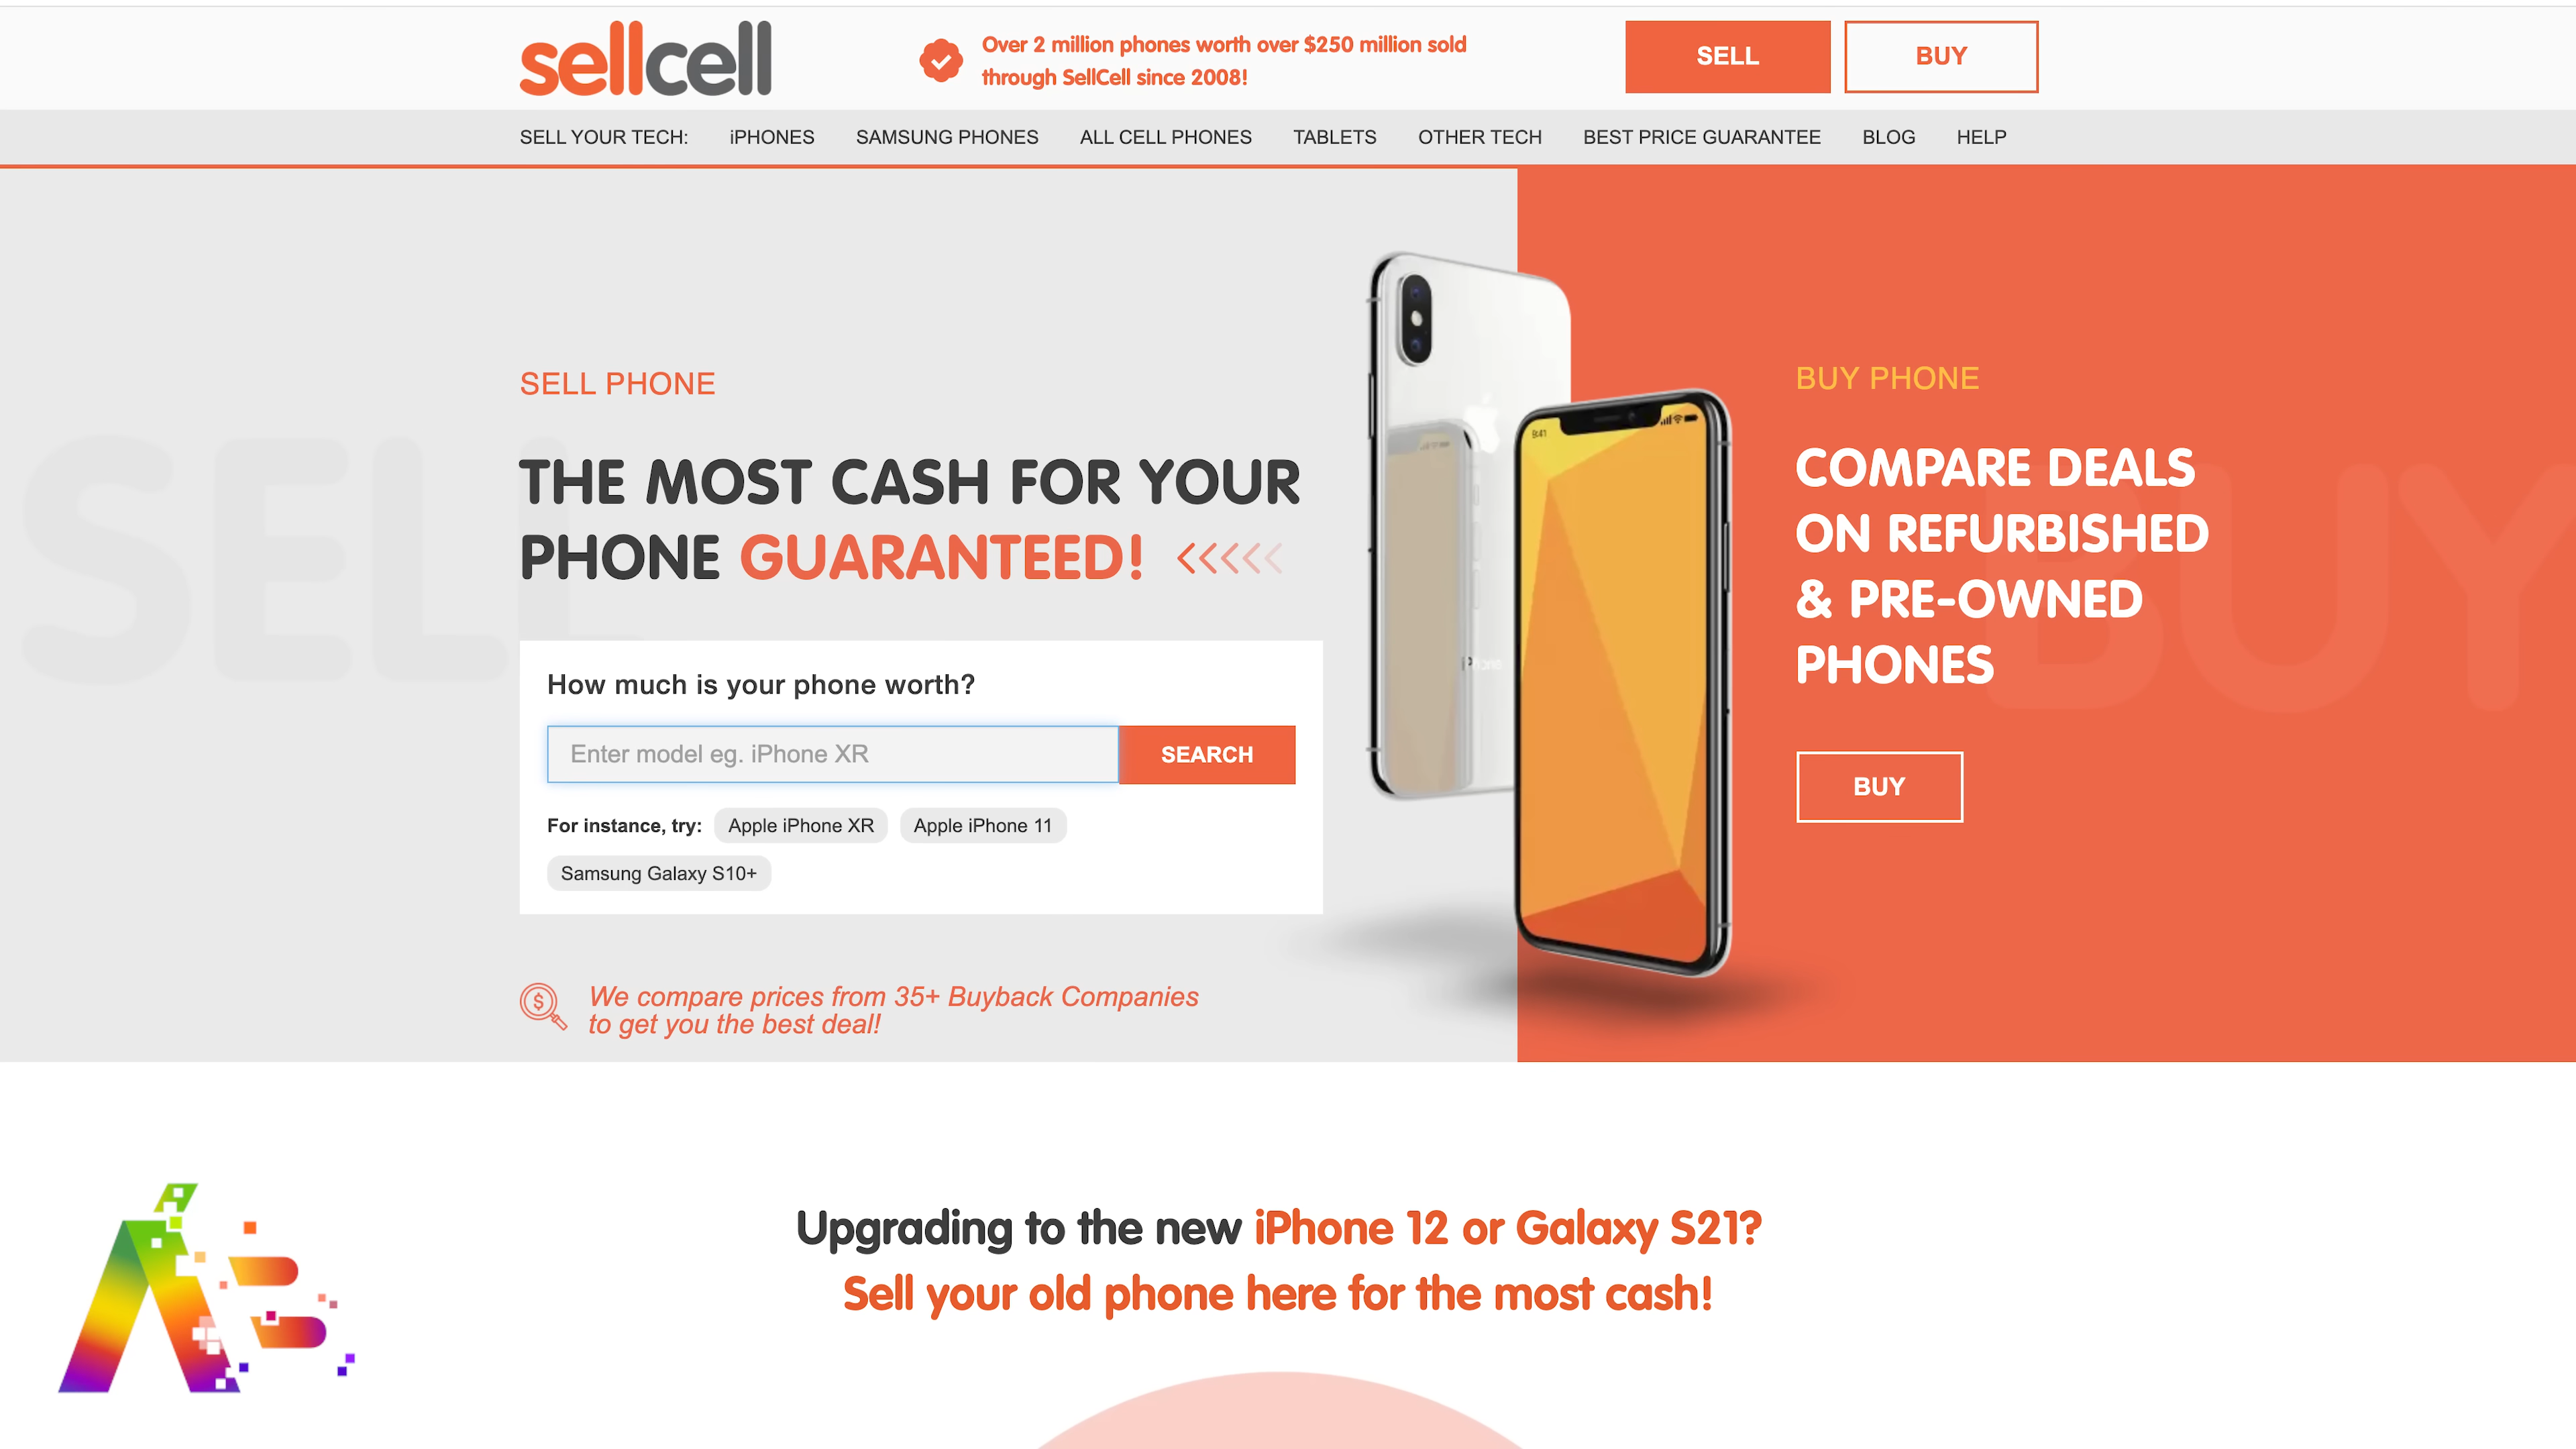 sellcell
Over 2 million phones worth over $250 million sold
through SellCell since 2008!
SELL
BUY
SELL YOUR TECH:
iPHONES
SAMSUNG PHONES
ALL CELL PHONES
TABLETS
OTHER TECH
BEST PRICE GUARANTEE
BLOG
HELP
SELL
SELL PHONE
THE MOST CASH FOR YOUR
PHONE GUARANTEED!
How much is your phone worth?
Enter model eg. iPhone XR
SEARCH
For instance, try:
Apple iPhone XR
Apple iPhone 11
Samsung Galaxy S10+
We compare prices from 35+ Buyback Companies
to get you the best deal!
9:41
iPhone
BUY
BUY PHONE
COMPARE DEALS
ON REFURBISHED
& PRE-OWNED
PHONES
BUY
Upgrading to the new iPhone 12 or Galaxy S21?
Sell your old phone here for the most cash!